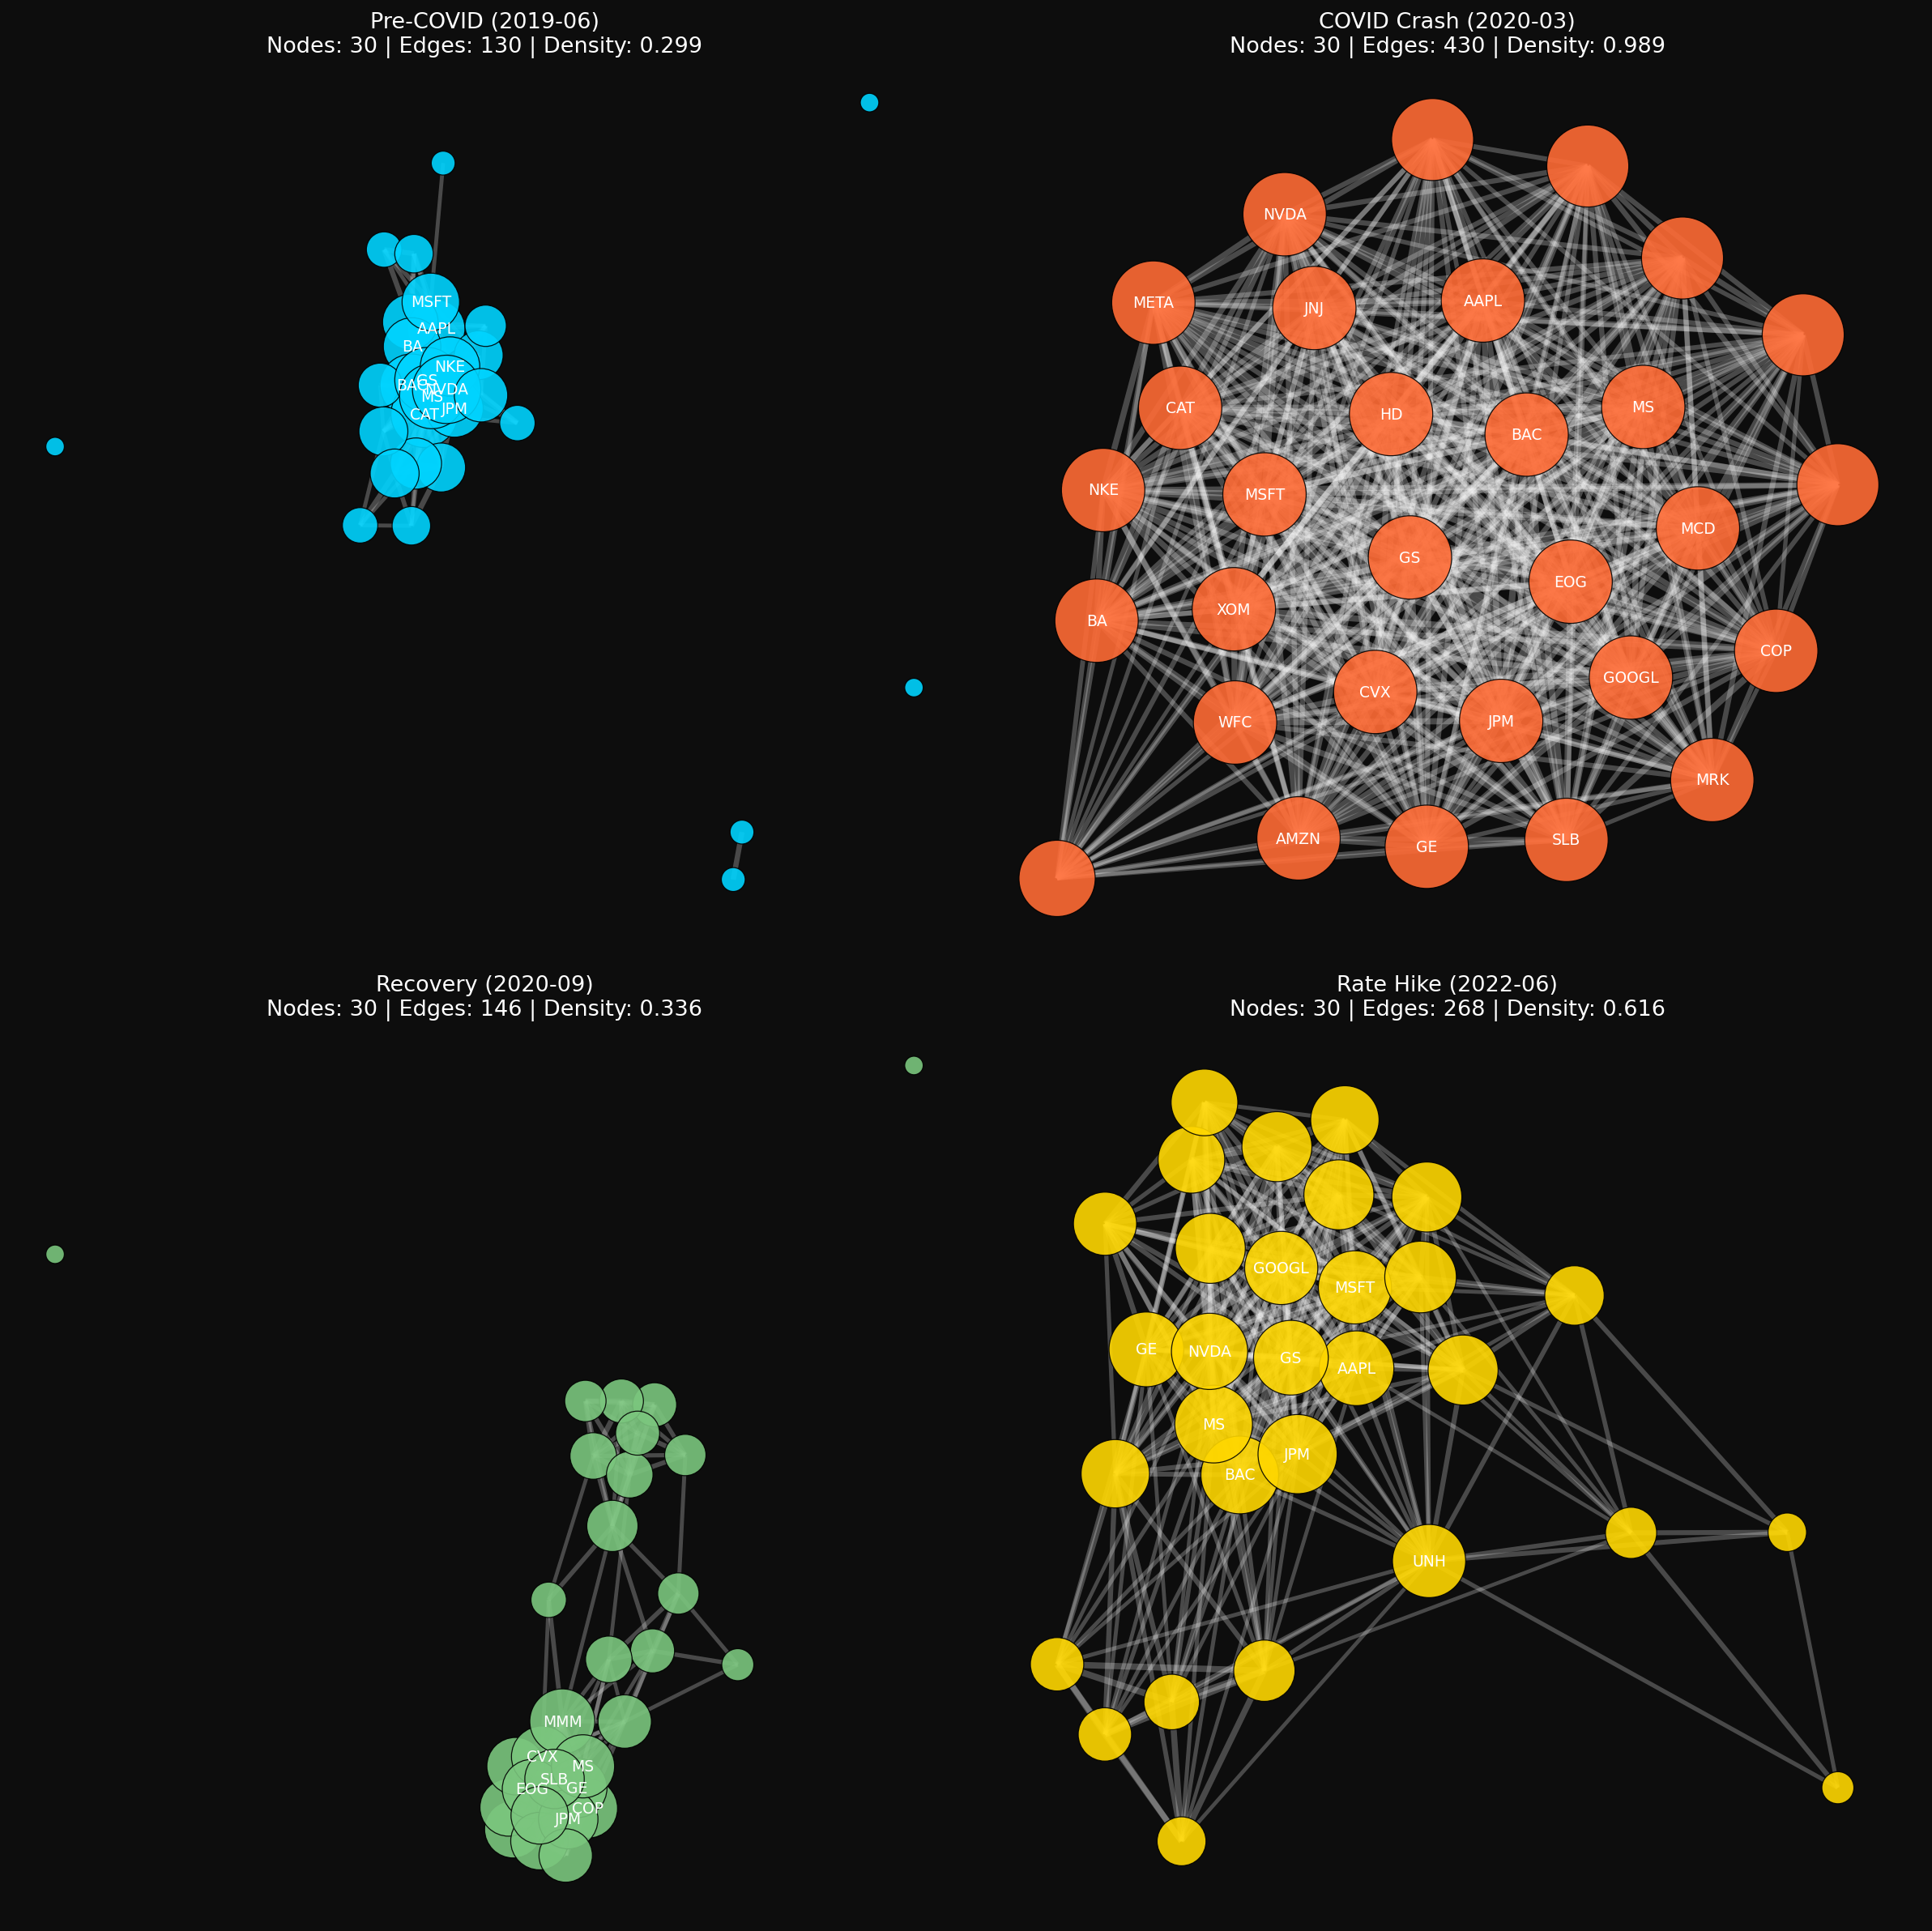 Pre-COVID (2019-06)
Nodes: 30 | Edges: 130 | Density: 0.299
MSFT
AAPL
BA
NKE
GS
BAC
NVDA
MS
JPM
CAT
COVID Crash (2020-03)
Nodes: 30 | Edges: 430 | Density: 0.989
NVDA
META
JNJ
AAPL
CAT
HD
BAC
MS
NKE
MSFT
MCD
GS
EOG
XOM
BA
COP
GOOGL
CVX
WFC
JPM
MRK
AMZN
GE
SLB
Recovery (2020-09)
Nodes: 30 | Edges: 146 | Density: 0.336
MMM
CVX
MS
SLB
EOG
GE
COP
JPM
Rate Hike (2022-06)
Nodes: 30 | Edges: 268 | Density: 0.616
GOOGL
MSFT
GE
NVDA
GS
AAPL
MS
JPM
BAC
UNH